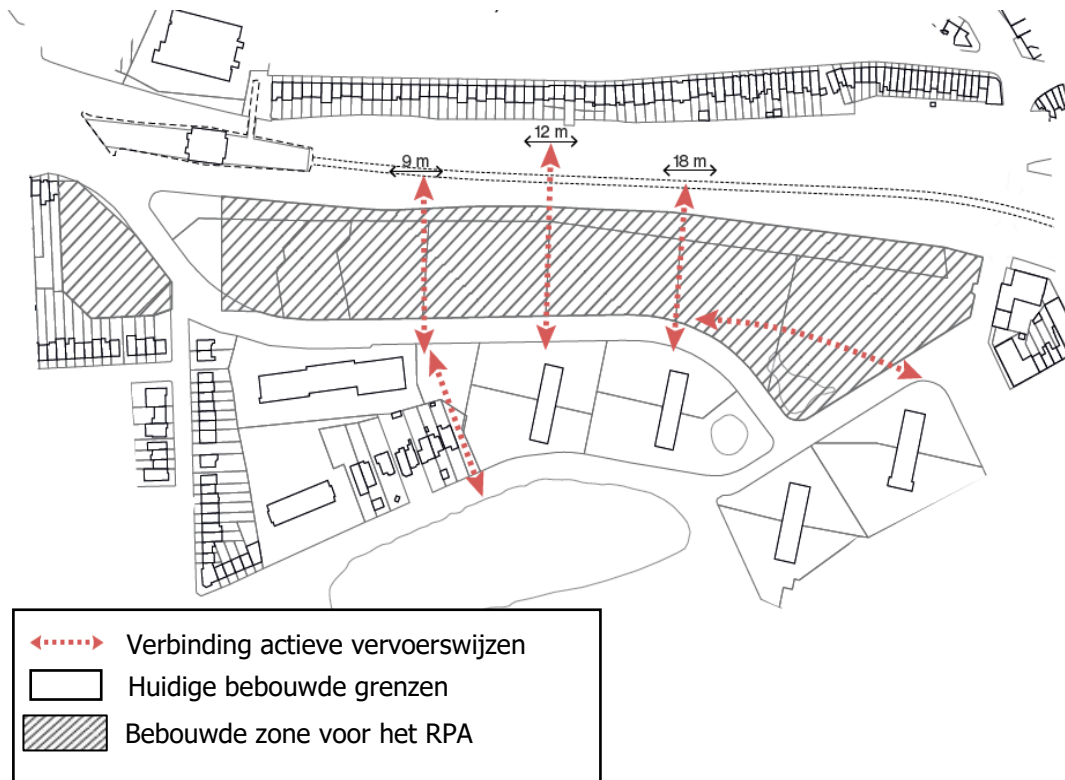 12 m
9 m
18 m
Verbinding actieve vervoerswijzen
Huidige bebouwde grenzen
Bebouwde zone voor het RPA